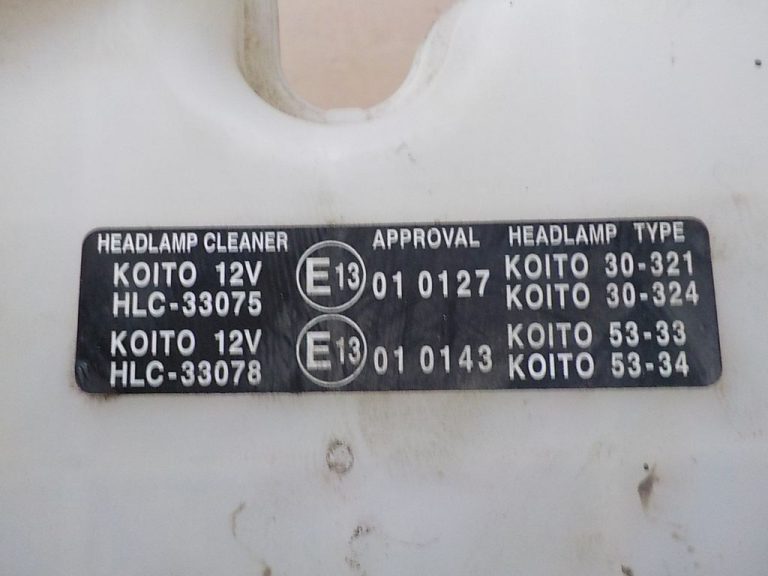 HEADLAMP CLEANER APPROVAL HEADLAMP TYPE
KOITO 12V E13 01 0127 KOITO 30-321
HLC-33075 KOITO 30-324
KOITO 12V E13 01 0143 KOITO 53-33
HLC-33078 KOITO 53-34